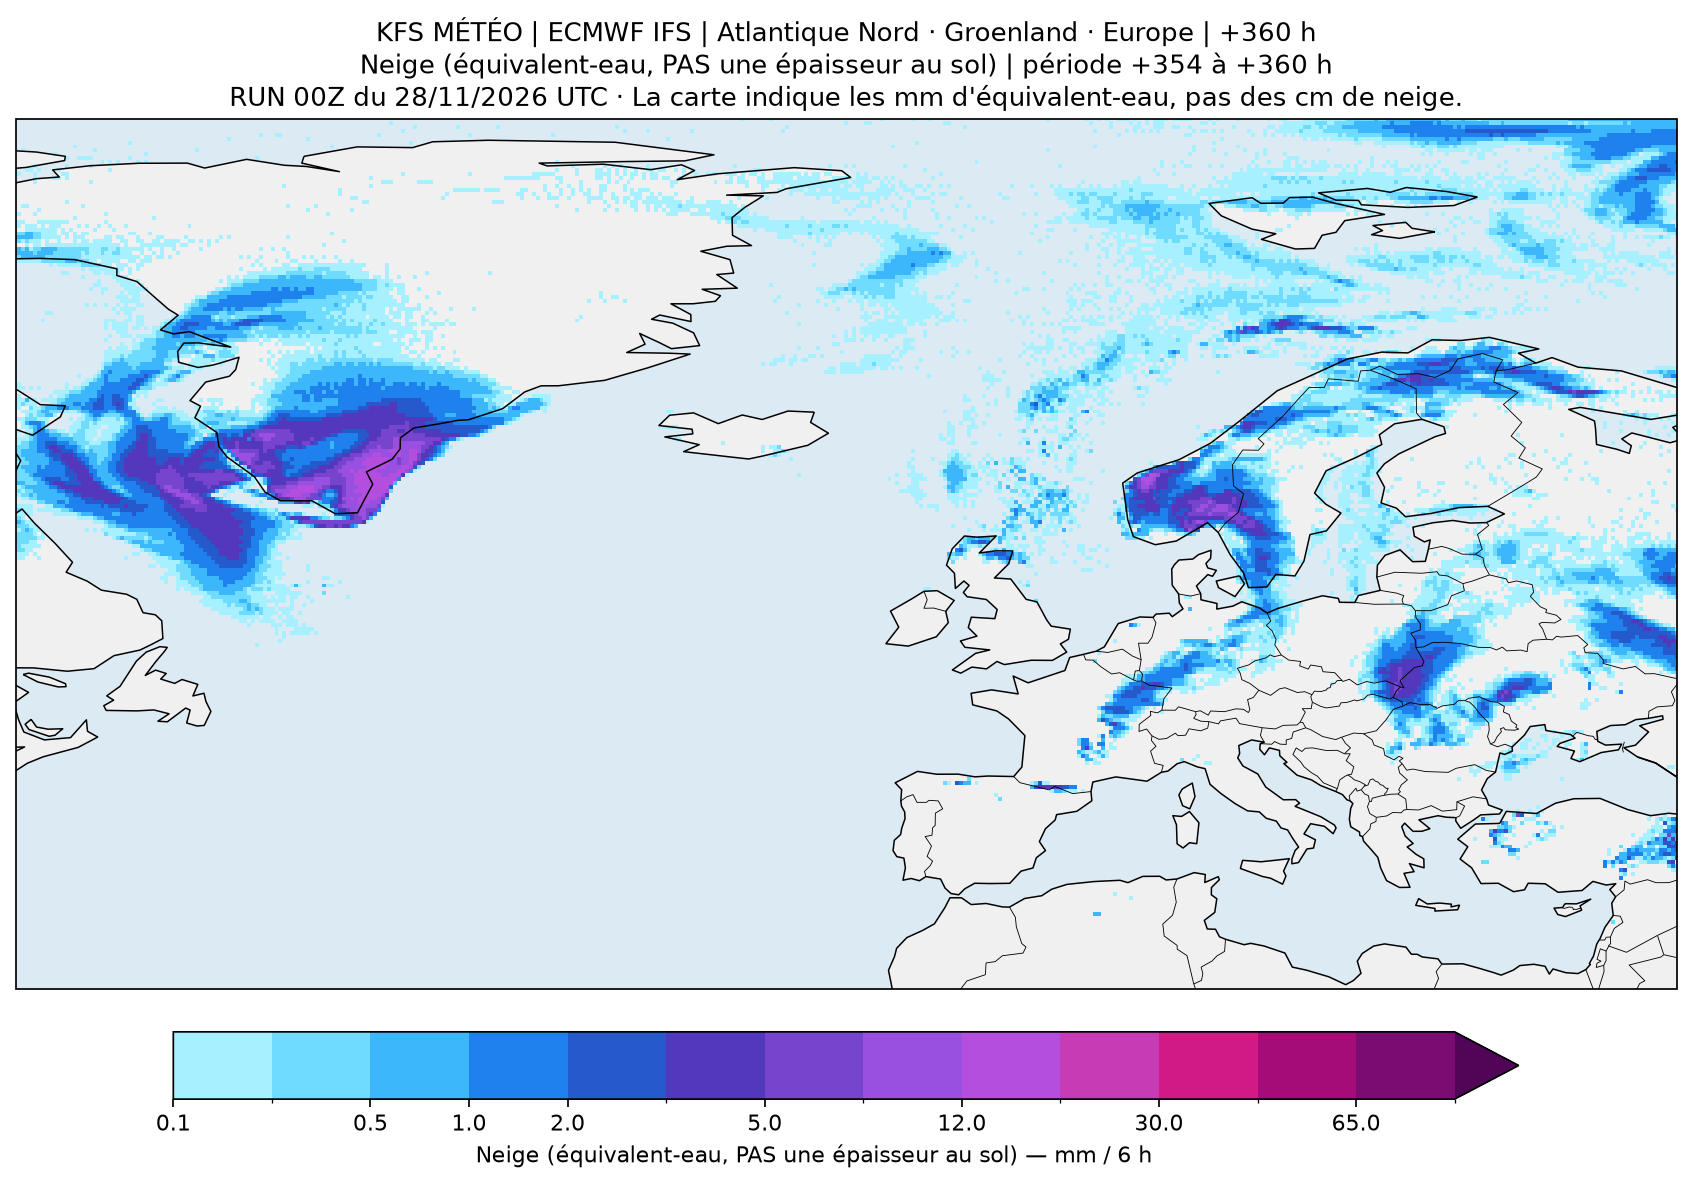 KFS MÉTÉO | ECMWF IFS | Atlantique Nord · Groenland · Europe | +360 h
Neige (équivalent-eau, PAS une épaisseur au sol) | période +354 à +360 h
RUN 00Z du 28/11/2026 UTC · La carte indique les mm d'équivalent-eau, pas des cm de neige.
0.1 0.5 1.0 2.0 5.0 12.0 30.0 65.0
Neige (équivalent-eau, PAS une épaisseur au sol) — mm / 6 h